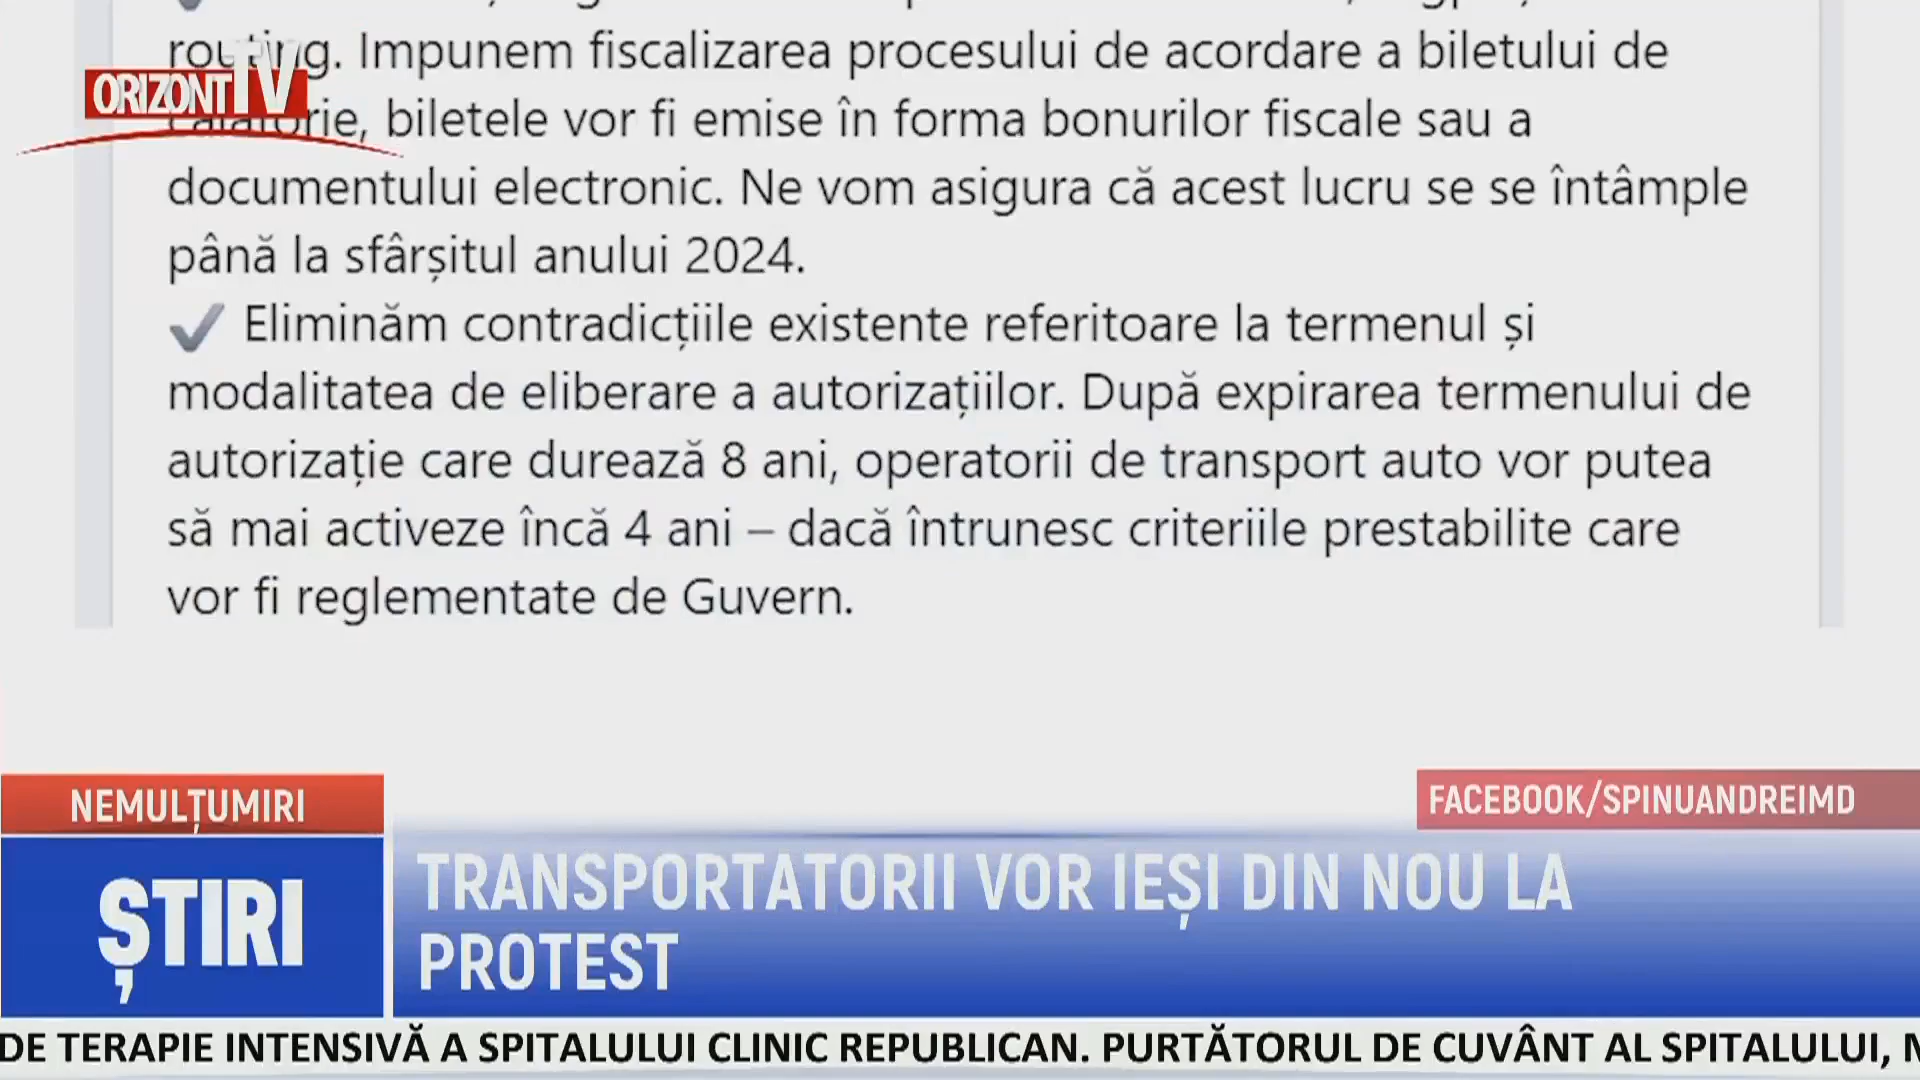 routing. Impunem fiscalizarea procesului de acordare a biletului de
ORIZONT TV
călătorie, biletele vor fi emise în forma bonurilor fiscale sau a
documentului electronic. Ne vom asigura că acest lucru se se întâmple
până la sfârșitul anului 2024.
✔ Eliminăm contradicțiile existente referitoare la termenul și
modalitatea de eliberare a autorizațiilor. După expirarea termenului de
autorizație care durează 8 ani, operatorii de transport auto vor putea
să mai activeze încă 4 ani – dacă întrunesc criteriile prestabilite care
vor fi reglementate de Guvern.
NEMULȚUMIRI
FACEBOOK/SPINUANDREIMD
ȘTIRI
TRANSPORTATORII VOR IEȘI DIN NOU LA
PROTEST
DE TERAPIE INTENSIVĂ A SPITALULUI CLINIC REPUBLICAN. PURTĂTORUL DE CUVÂNT AL SPITALULUI,